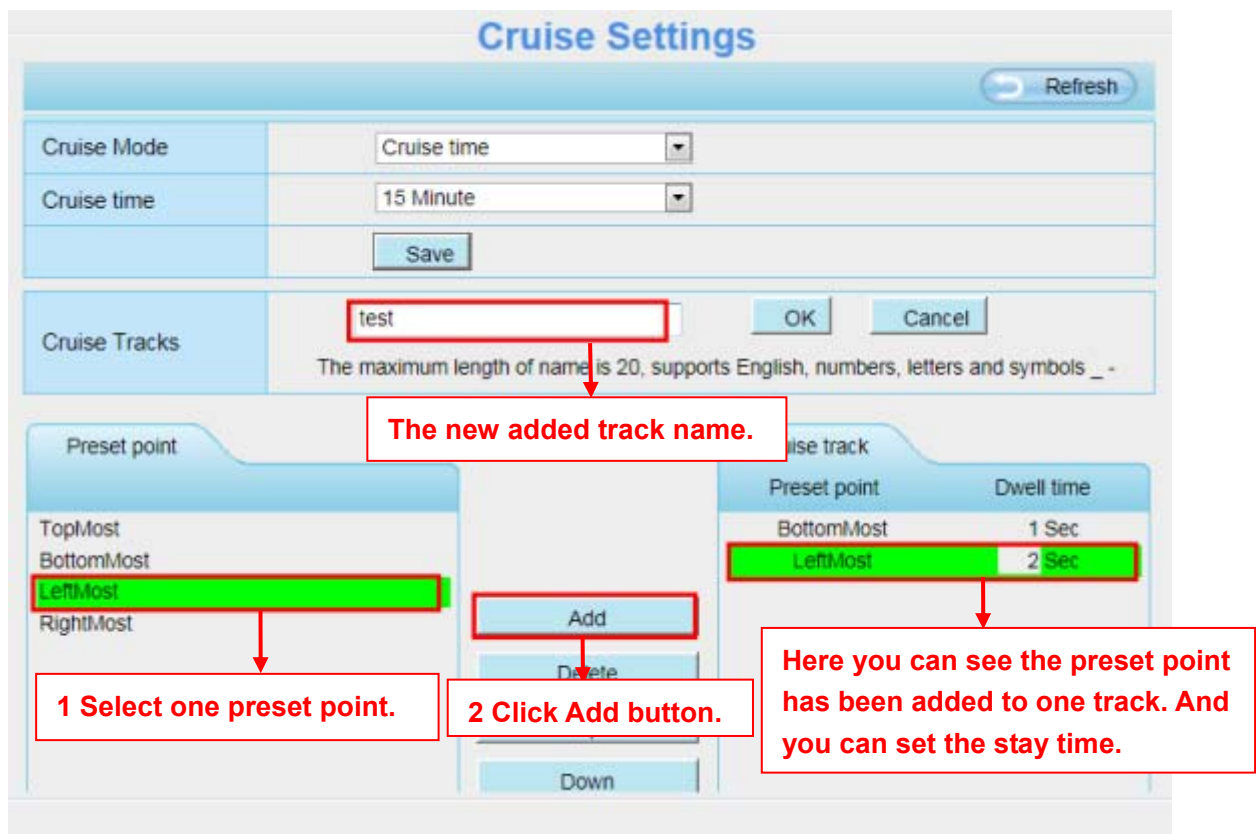 Cruise Settings
Refresh
Cruise Mode
Cruise time
Cruise time
15 Minute
Save
Cruise Tracks
test
OK
Cancel
The maximum length of name is 20, supports English, numbers, letters and symbols _ -
The new added track name.
Preset point
track
Preset point
Dwell time
TopMost
BottomMost
LeftMost
RightMost
BottomMost
1 Sec
LeftMost
2 Sec
Add
Delete
Down
1 Select one preset point.
2 Click Add button.
Here you can see the preset point
has been added to one track. And
you can set the stay time.